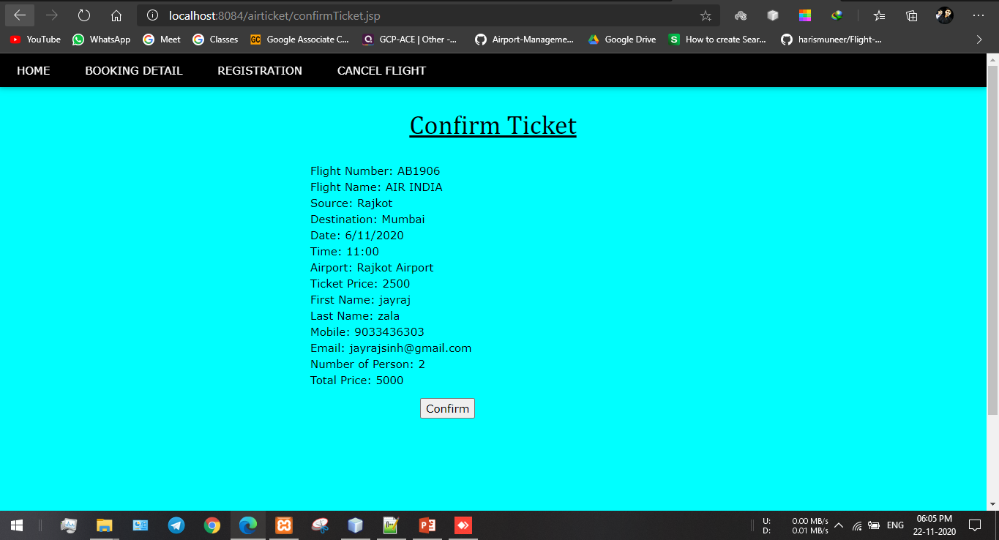 localhost:8084/airticket/confirmTicket.jsp
YouTube WhatsApp Meet Classes Google Associate C... GCP-ACE | Other -... Airport-Manageme... Google Drive How to create Sear... harismuneer/Flight-...
HOME BOOKING DETAIL REGISTRATION CANCEL FLIGHT
Confirm Ticket
Flight Number: AB1906
Flight Name: AIR INDIA
Source: Rajkot
Destination: Mumbai
Date: 6/11/2020
Time: 11:00
Airport: Rajkot Airport
Ticket Price: 2500
First Name: jayraj
Last Name: zala
Mobile: 9033436303
Email: jayrajsinh@gmail.com
Number of Person: 2
Total Price: 5000
Confirm
U: 0.00 MB/s
D: 0.01 MB/s
ENG
06:05 PM
22-11-2020